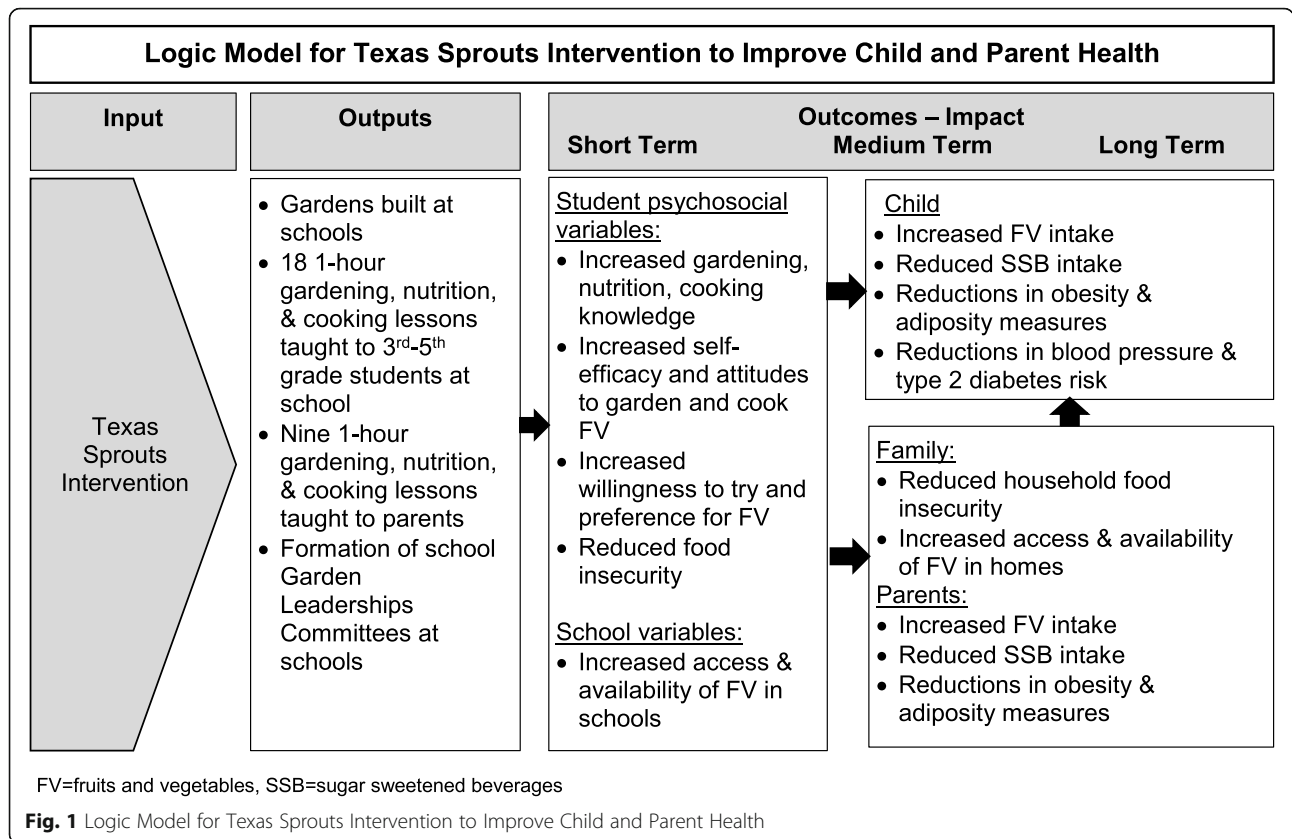 Logic Model for Texas Sprouts Intervention to Improve Child and Parent Health
Input
Outputs
Outcomes – Impact
Short Term Medium Term Long Term
Texas
Sprouts
Intervention
• Gardens built at
schools
• 18 1-hour
gardening, nutrition,
& cooking lessons
taught to 3rd-5th
grade students at
school
• Nine 1-hour
gardening, nutrition,
& cooking lessons
taught to parents
• Formation of school
Garden
Leaderships
Committees at
schools
Student psychosocial
variables:
• Increased gardening,
nutrition, cooking
knowledge
• Increased self-
efficacy and attitudes
to garden and cook
FV
• Increased
willingness to try and
preference for FV
• Reduced food
insecurity
School variables:
• Increased access &
availability of FV in
schools
Child
• Increased FV intake
• Reduced SSB intake
• Reductions in obesity &
adiposity measures
• Reductions in blood pressure &
type 2 diabetes risk
Family:
• Reduced household food
insecurity
• Increased access & availability
of FV in homes
Parents:
• Increased FV intake
• Reduced SSB intake
• Reductions in obesity &
adiposity measures
FV=fruits and vegetables, SSB=sugar sweetened beverages
Fig. 1 Logic Model for Texas Sprouts Intervention to Improve Child and Parent Health